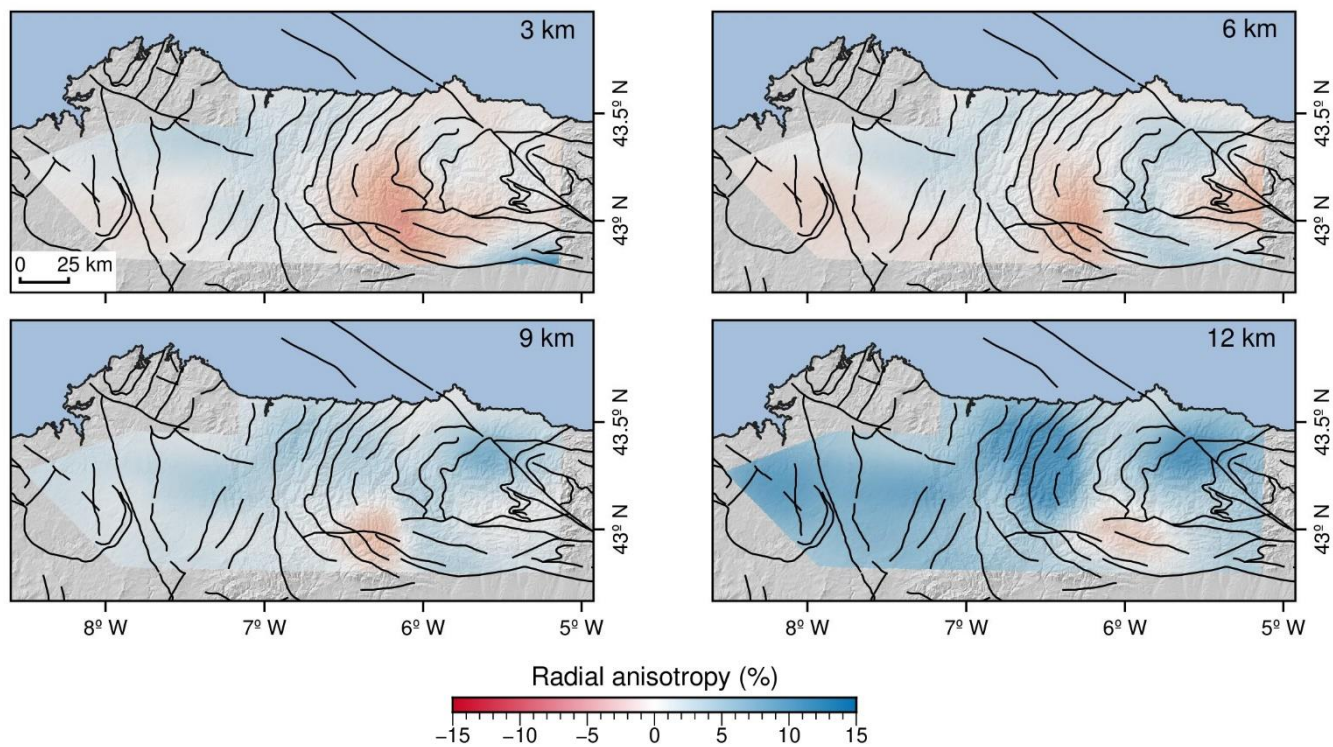 3 km
6 km
43.5º N
43º N
43.5º N
43º N
0 25 km
9 km
12 km
43.5º N
43º N
43.5º N
43º N
8º W 7º W 6º W 5º W
8º W 7º W 6º W 5º W
Radial anisotropy (%)
−15 −10 −5 0 5 10 15